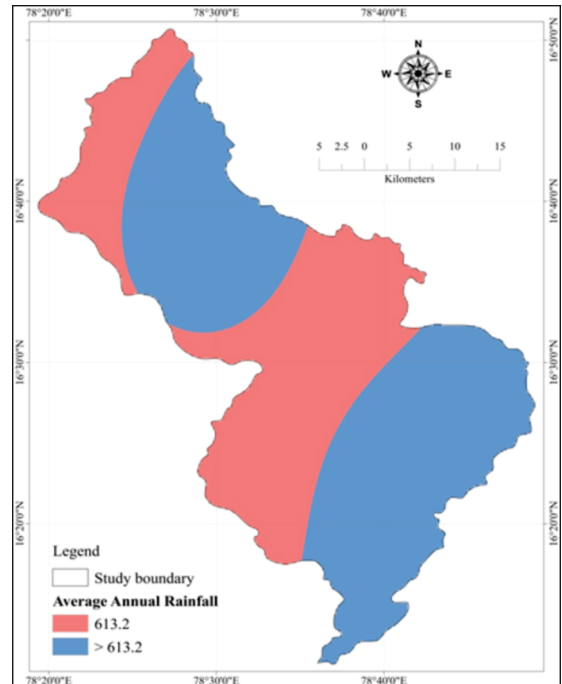 78°20'0"E 78°30'0"E 78°40'0"E
16°50'0"N
N
W E
S
5 2.5 0 5 10 15
Kilometers
16°40'0"N 16°40'0"N
16°30'0"N 16°30'0"N
16°20'0"N 16°20'0"N
Legend
Study boundary
Average Annual Rainfall
613.2
> 613.2
78°20'0"E 78°30'0"E 78°40'0"E